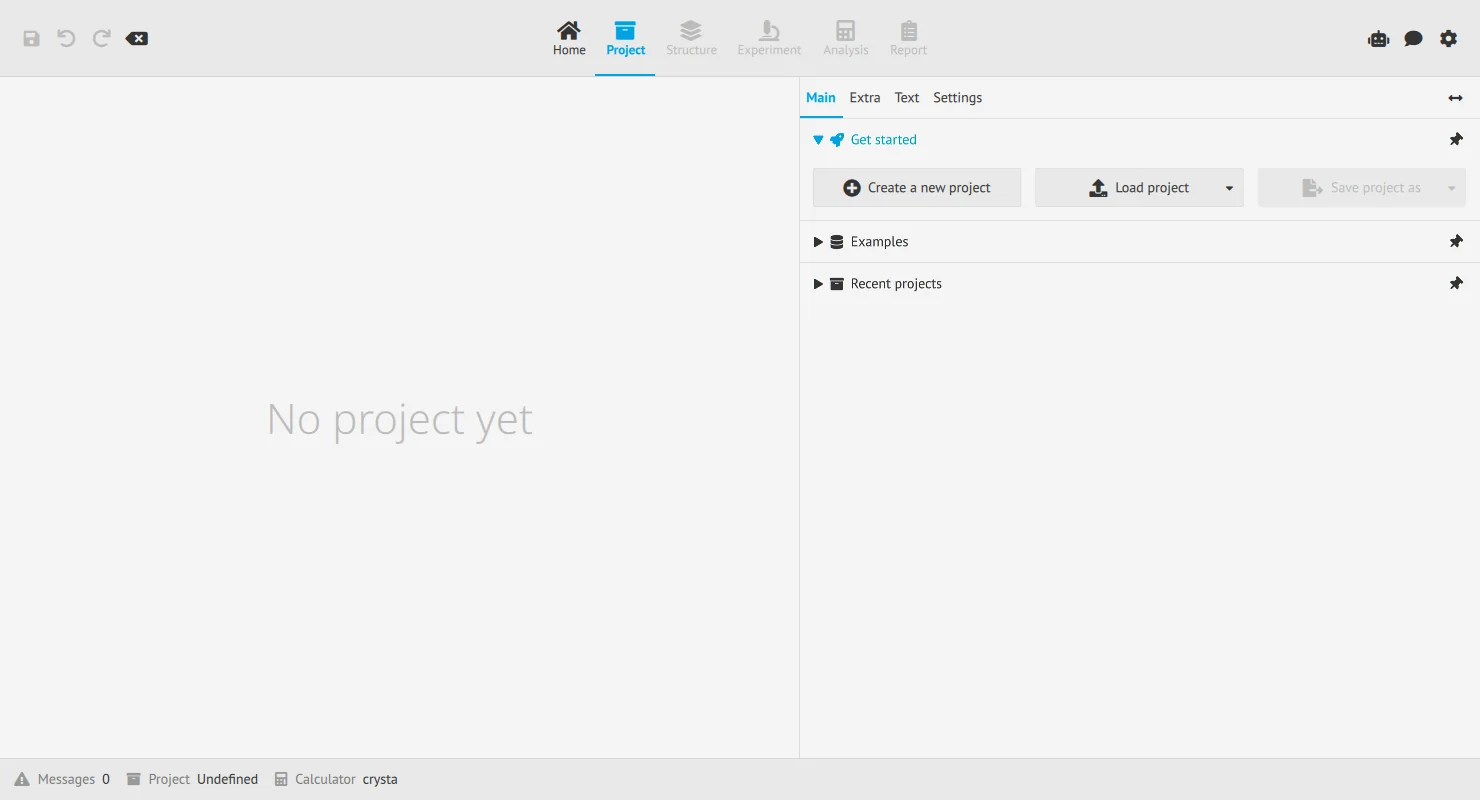 Home Project Structure Experiment Analysis Report
Main Extra Text Settings
Get started
Create a new project Load project Save project as
Examples
Recent projects
No project yet
Messages 0 Project Undefined Calculator crysta